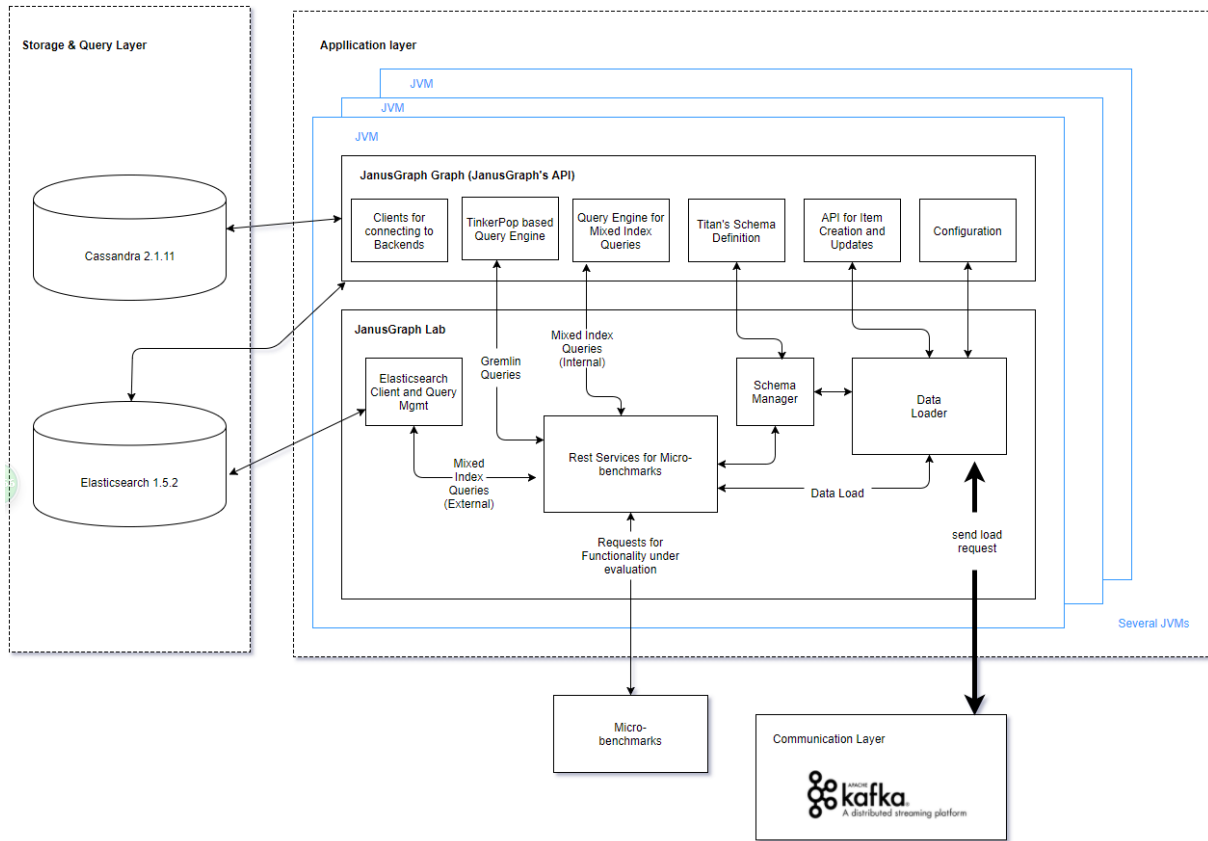 Storage & Query Layer
Appllication layer
JVM
JVM
JVM
JanusGraph Graph (JanusGraph's API)
Clients for
connecting to
Backends
TinkerPop based
Query Engine
Query Engine for
Mixed Index
Queries
Titan's Schema
Definition
API for Item
Creation and
Updates
Configuration
Cassandra 2.1.11
JanusGraph Lab
Mixed Index
Queries
(Internal)
Gremlin
Queries
Elasticsearch
Client and Query
Mgmt
Schema
Manager
Data
Loader
Rest Services for Micro-
benchmarks
Elasticsearch 1.5.2
Mixed
Index
Queries
(External)
Data Load
Requests for
Functionality under
evaluation
send load
request
Several JVMs
Micro-
benchmarks
Communication Layer
APACHE
kafka®
A distributed streaming platform